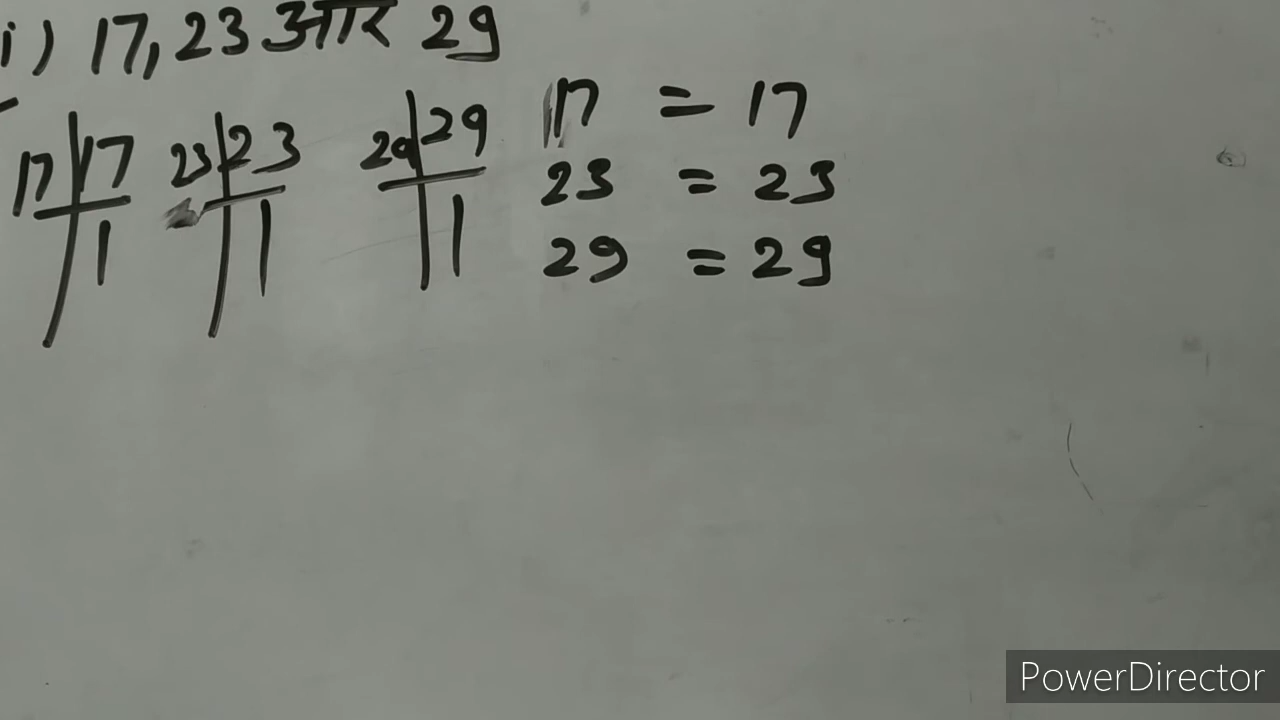 i) 17, 23 और 29
17 | 17 23 | 23 29 | 29
1 1 1
17 = 17
23 = 23
29 = 29
PowerDirector